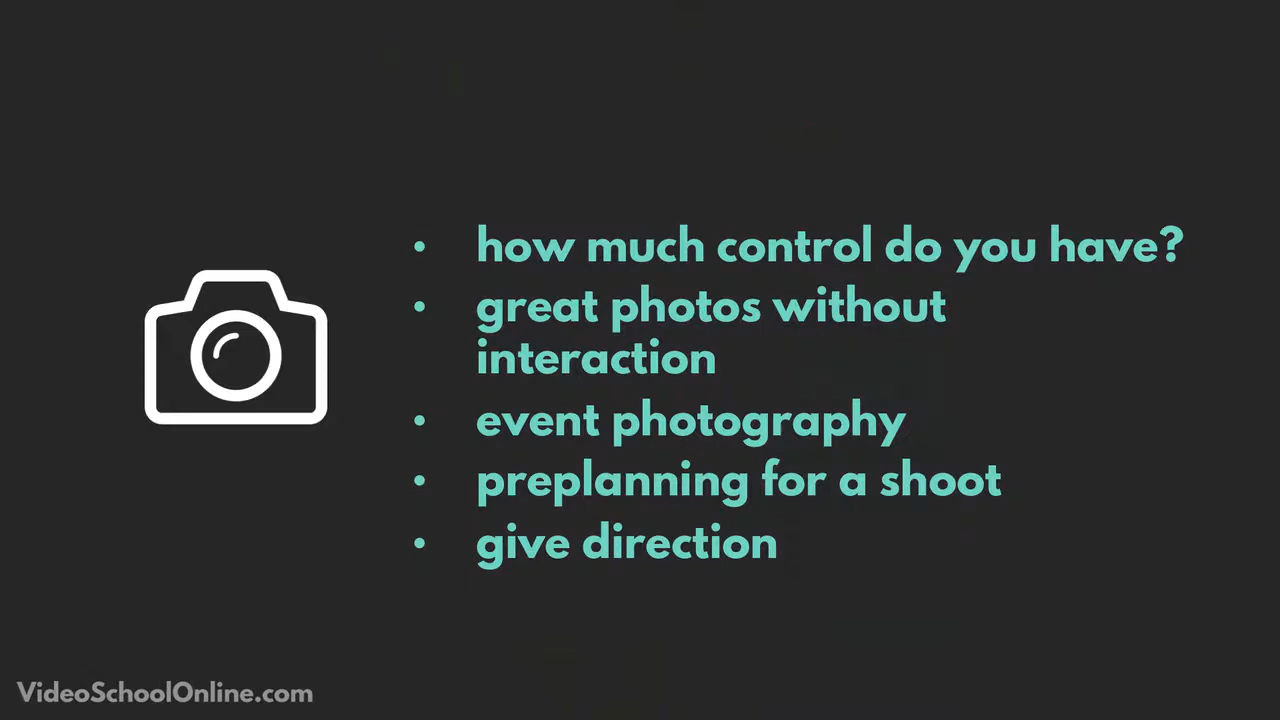 • how much control do you have?
• great photos without
interaction
• event photography
• preplanning for a shoot
• give direction
VideoSchoolOnline.com